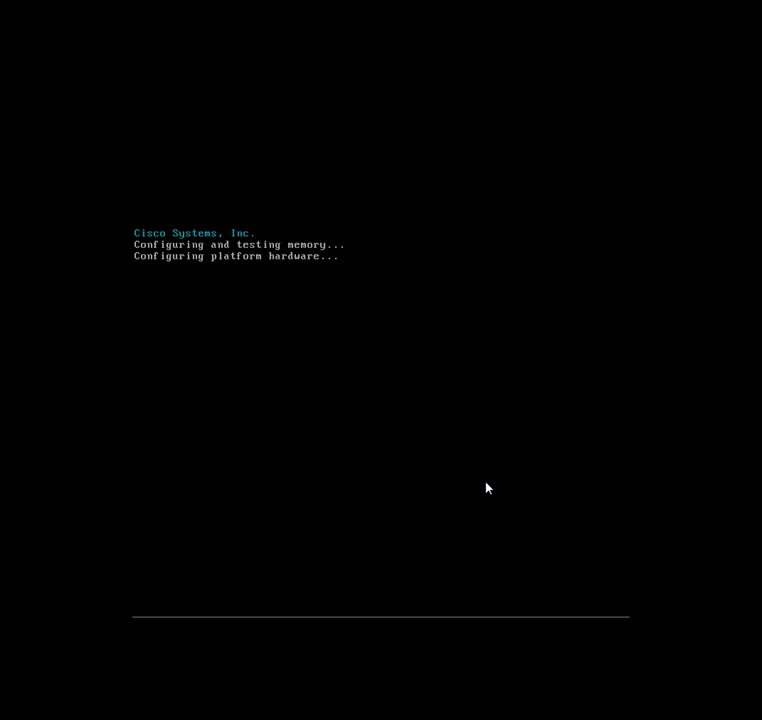 Cisco Systems, Inc.
Configuring and testing memory...
Configuring platform hardware...